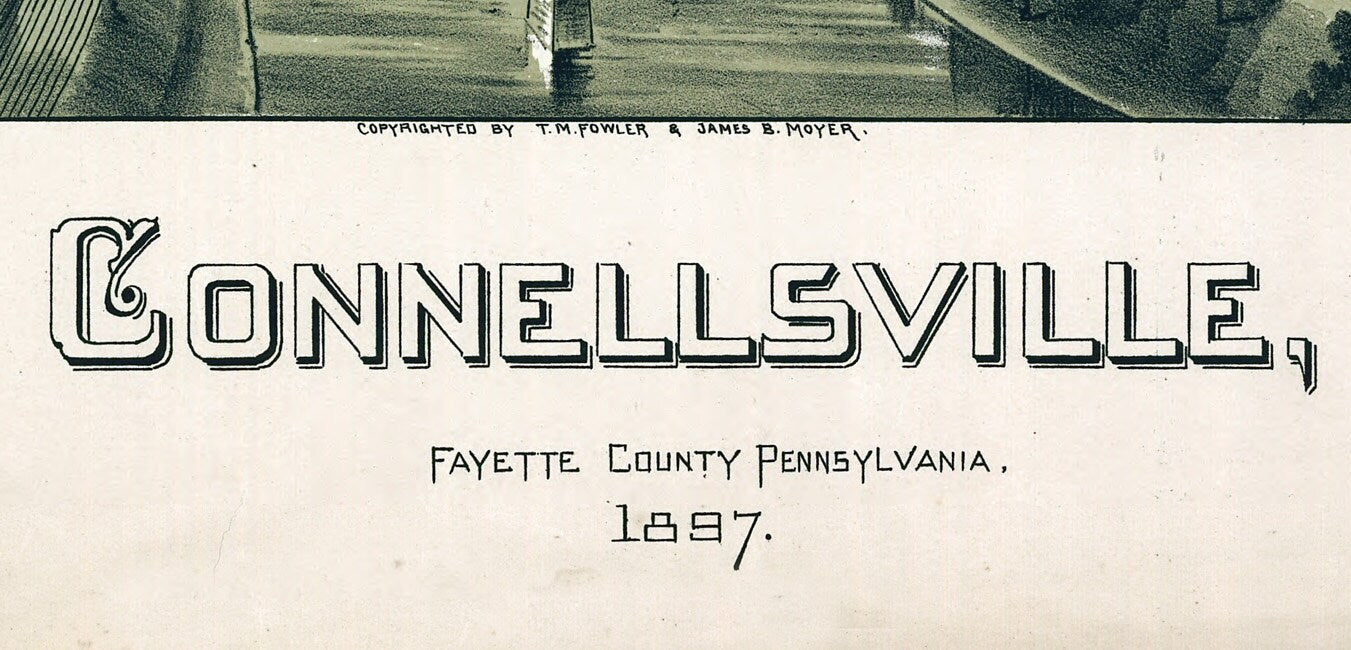 COPYRIGHTED BY T.M.FOWLER & JAMES B. MOYER.
CONNELLSVILLE,
FAYETTE COUNTY PENNSYLVANIA,
1897.